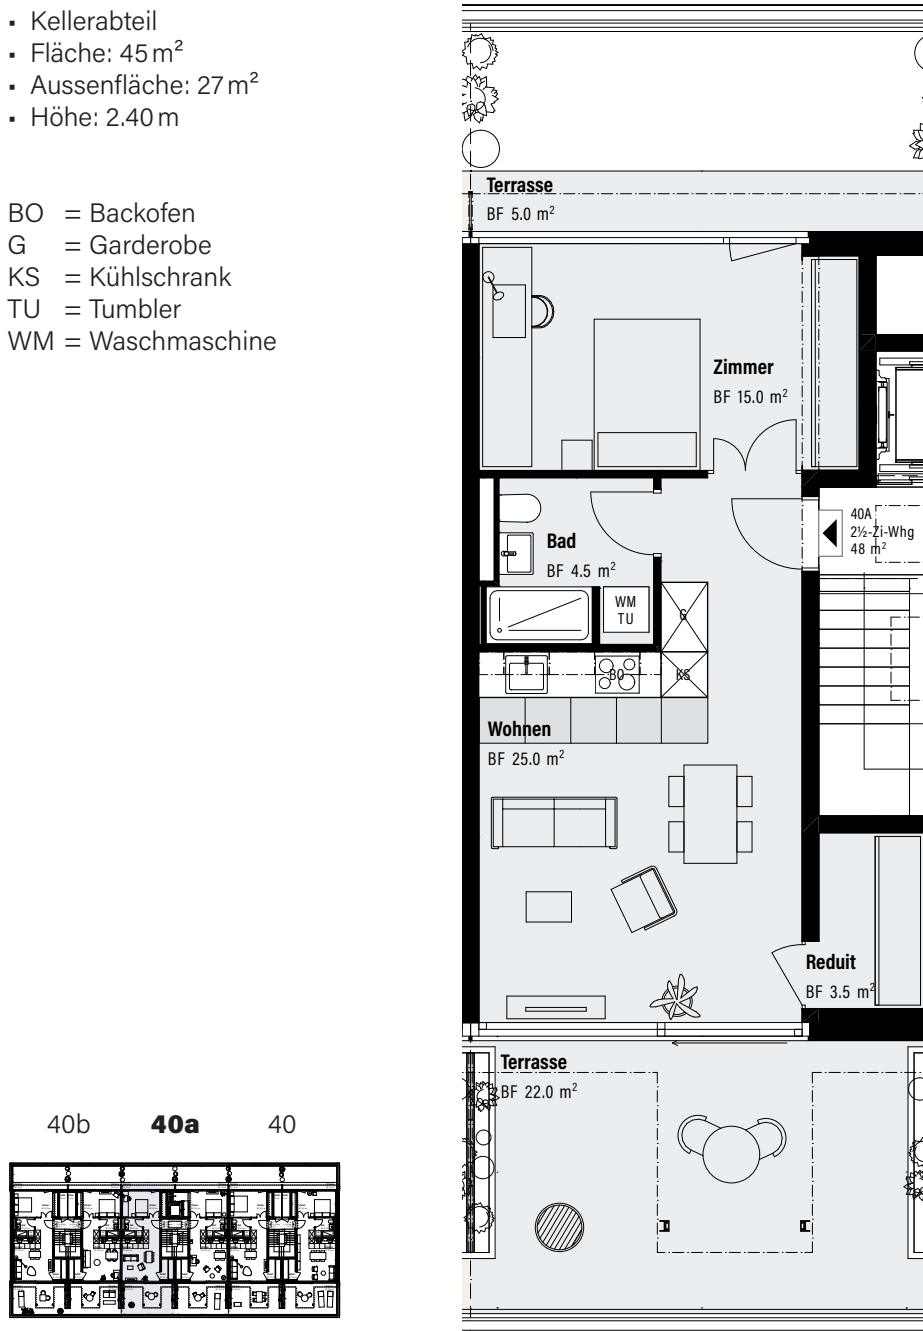 ▪ Kellerabteil
▪ Fläche: 45 m²
▪ Aussenfläche: 27 m²
▪ Höhe: 2.40 m
BO = Backofen
G = Garderobe
KS = Kühlschrank
TU = Tumbler
WM = Waschmaschine
Terrasse
BF 5.0 m²
Zimmer
BF 15.0 m²
40A
2½-Zi-Whg
48 m²
Bad
BF 4.5 m²
WM
TU
G
BO
KS
Wohnen
BF 25.0 m²
Reduit
BF 3.5 m²
Terrasse
BF 22.0 m²
40b 40a 40